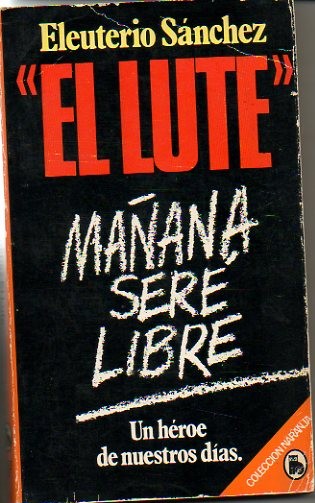 Eleuterio Sánchez
"EL LUTE"
MAÑANA
SERE
LIBRE
Un héroe
de nuestros días.
COLECCION NARANJA